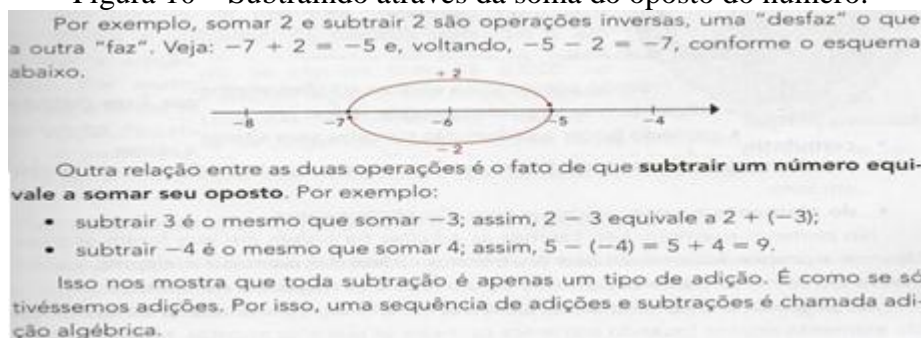 Figura 16 – Subtraindo através da soma do oposto do número.
Por exemplo, somar 2 e subtrair 2 são operações inversas, uma “desfaz” o que
a outra “faz”. Veja: −7 + 2 = −5 e, voltando, −5 − 2 = −7, conforme o esquema
abaixo.
+ 2
−8 −7 −6 −5 −4
− 2
Outra relação entre as duas operações é o fato de que subtrair um número equi-
vale a somar seu oposto. Por exemplo:
• subtrair 3 é o mesmo que somar −3; assim, 2 − 3 equivale a 2 + (−3);
• subtrair −4 é o mesmo que somar 4; assim, 5 − (−4) = 5 + 4 = 9.
Isso nos mostra que toda subtração é apenas um tipo de adição. É como se só
tivéssemos adições. Por isso, uma sequência de adições e subtrações é chamada adi-
ção algébrica.